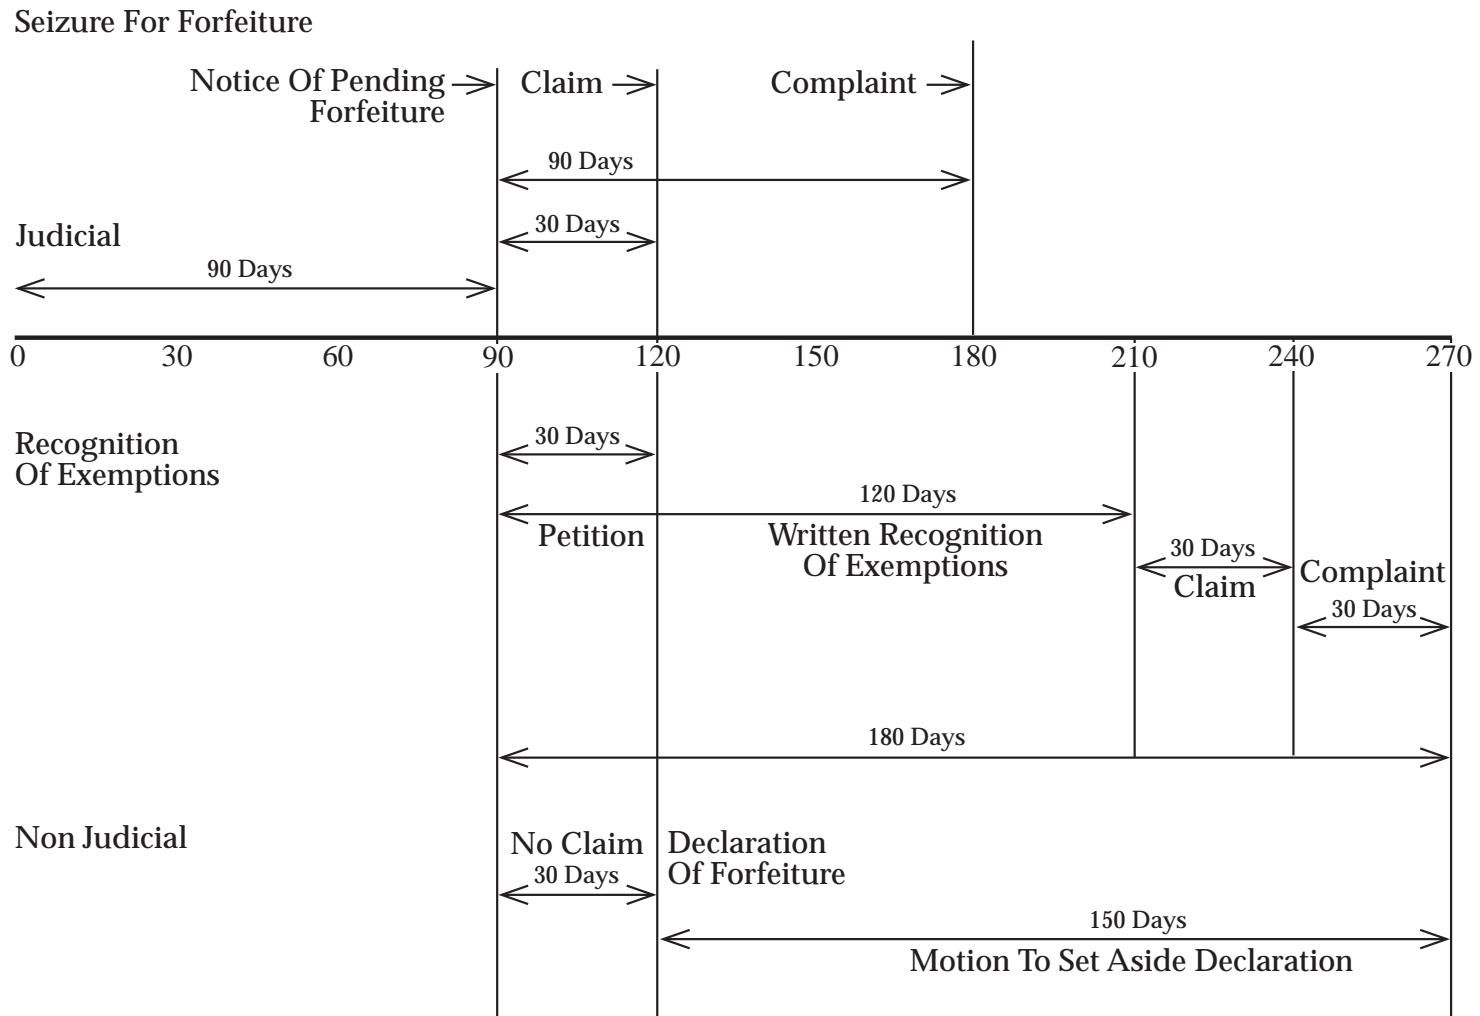 Seizure For Forfeiture
Notice Of Pending
Forfeiture
Claim
Complaint
90 Days
30 Days
Judicial
90 Days
0 30 60 90 120 150 180 210 240 270
Recognition
Of Exemptions
30 Days
120 Days
Petition
Written Recognition
Of Exemptions
30 Days
Claim
Complaint
30 Days
180 Days
Non Judicial
No Claim
30 Days
Declaration
Of Forfeiture
150 Days
Motion To Set Aside Declaration